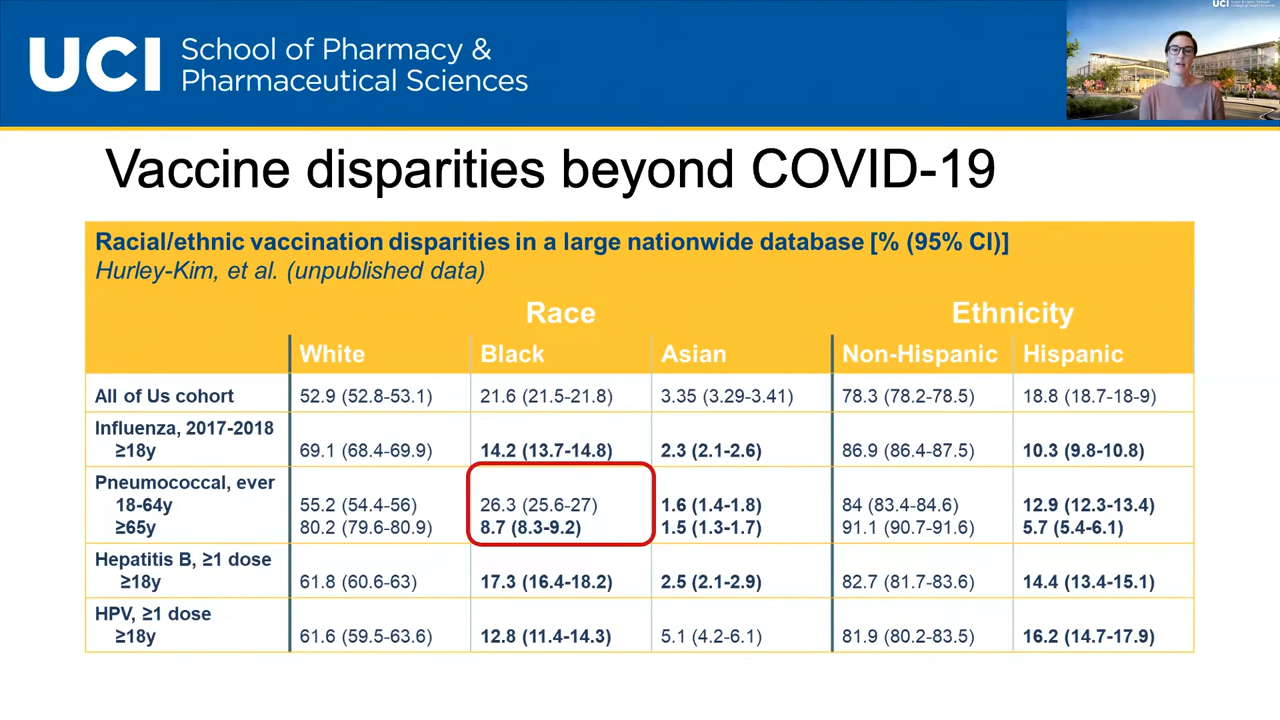 UCI School of Pharmacy &
Pharmaceutical Sciences
UCI
Vaccine disparities beyond COVID-19
Racial/ethnic vaccination disparities in a large nationwide database [% (95% CI)]
Hurley-Kim, et al. (unpublished data)
Race Ethnicity
White Black Asian Non-Hispanic Hispanic
All of Us cohort 52.9 (52.8-53.1) 21.6 (21.5-21.8) 3.35 (3.29-3.41) 78.3 (78.2-78.5) 18.8 (18.7-18-9)
Influenza, 2017-2018
≥18y 69.1 (68.4-69.9) 14.2 (13.7-14.8) 2.3 (2.1-2.6) 86.9 (86.4-87.5) 10.3 (9.8-10.8)
Pneumococcal, ever
18-64y 55.2 (54.4-56) 26.3 (25.6-27) 1.6 (1.4-1.8) 84 (83.4-84.6) 12.9 (12.3-13.4)
≥65y 80.2 (79.6-80.9) 8.7 (8.3-9.2) 1.5 (1.3-1.7) 91.1 (90.7-91.6) 5.7 (5.4-6.1)
Hepatitis B, ≥1 dose
≥18y 61.8 (60.6-63) 17.3 (16.4-18.2) 2.5 (2.1-2.9) 82.7 (81.7-83.6) 14.4 (13.4-15.1)
HPV, ≥1 dose
≥18y 61.6 (59.5-63.6) 12.8 (11.4-14.3) 5.1 (4.2-6.1) 81.9 (80.2-83.5) 16.2 (14.7-17.9)